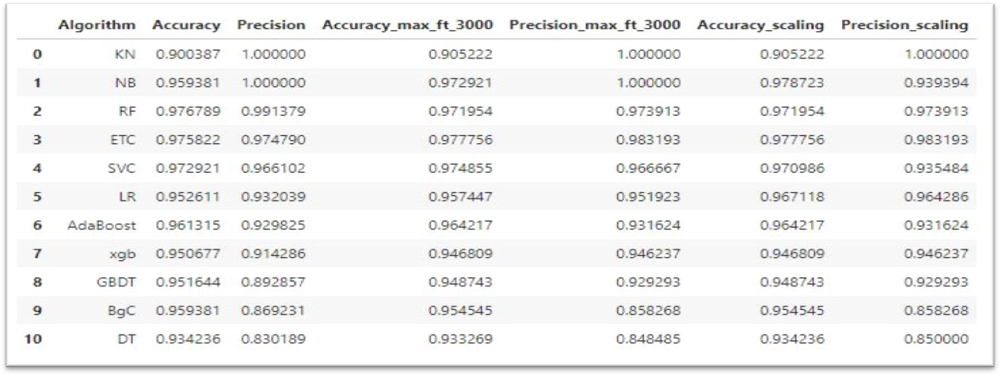 Algorithm Accuracy Precision Accuracy_max_ft_3000 Precision_max_ft_3000 Accuracy_scaling Precision_scaling
0 KN 0.900387 1.000000 0.905222 1.000000 0.905222 1.000000
1 NB 0.959381 1.000000 0.972921 1.000000 0.978723 0.939394
2 RF 0.976789 0.991379 0.971954 0.973913 0.971954 0.973913
3 ETC 0.975822 0.974790 0.977756 0.983193 0.977756 0.983193
4 SVC 0.972921 0.966102 0.974855 0.966667 0.970986 0.935484
5 LR 0.952611 0.932039 0.957447 0.951923 0.967118 0.964286
6 AdaBoost 0.961315 0.929825 0.964217 0.931624 0.964217 0.931624
7 xgb 0.950677 0.914286 0.946809 0.946237 0.946809 0.946237
8 GBDT 0.951644 0.892857 0.948743 0.929293 0.948743 0.929293
9 BgC 0.959381 0.869231 0.954545 0.858268 0.954545 0.858268
10 DT 0.934236 0.830189 0.933269 0.848485 0.934236 0.850000